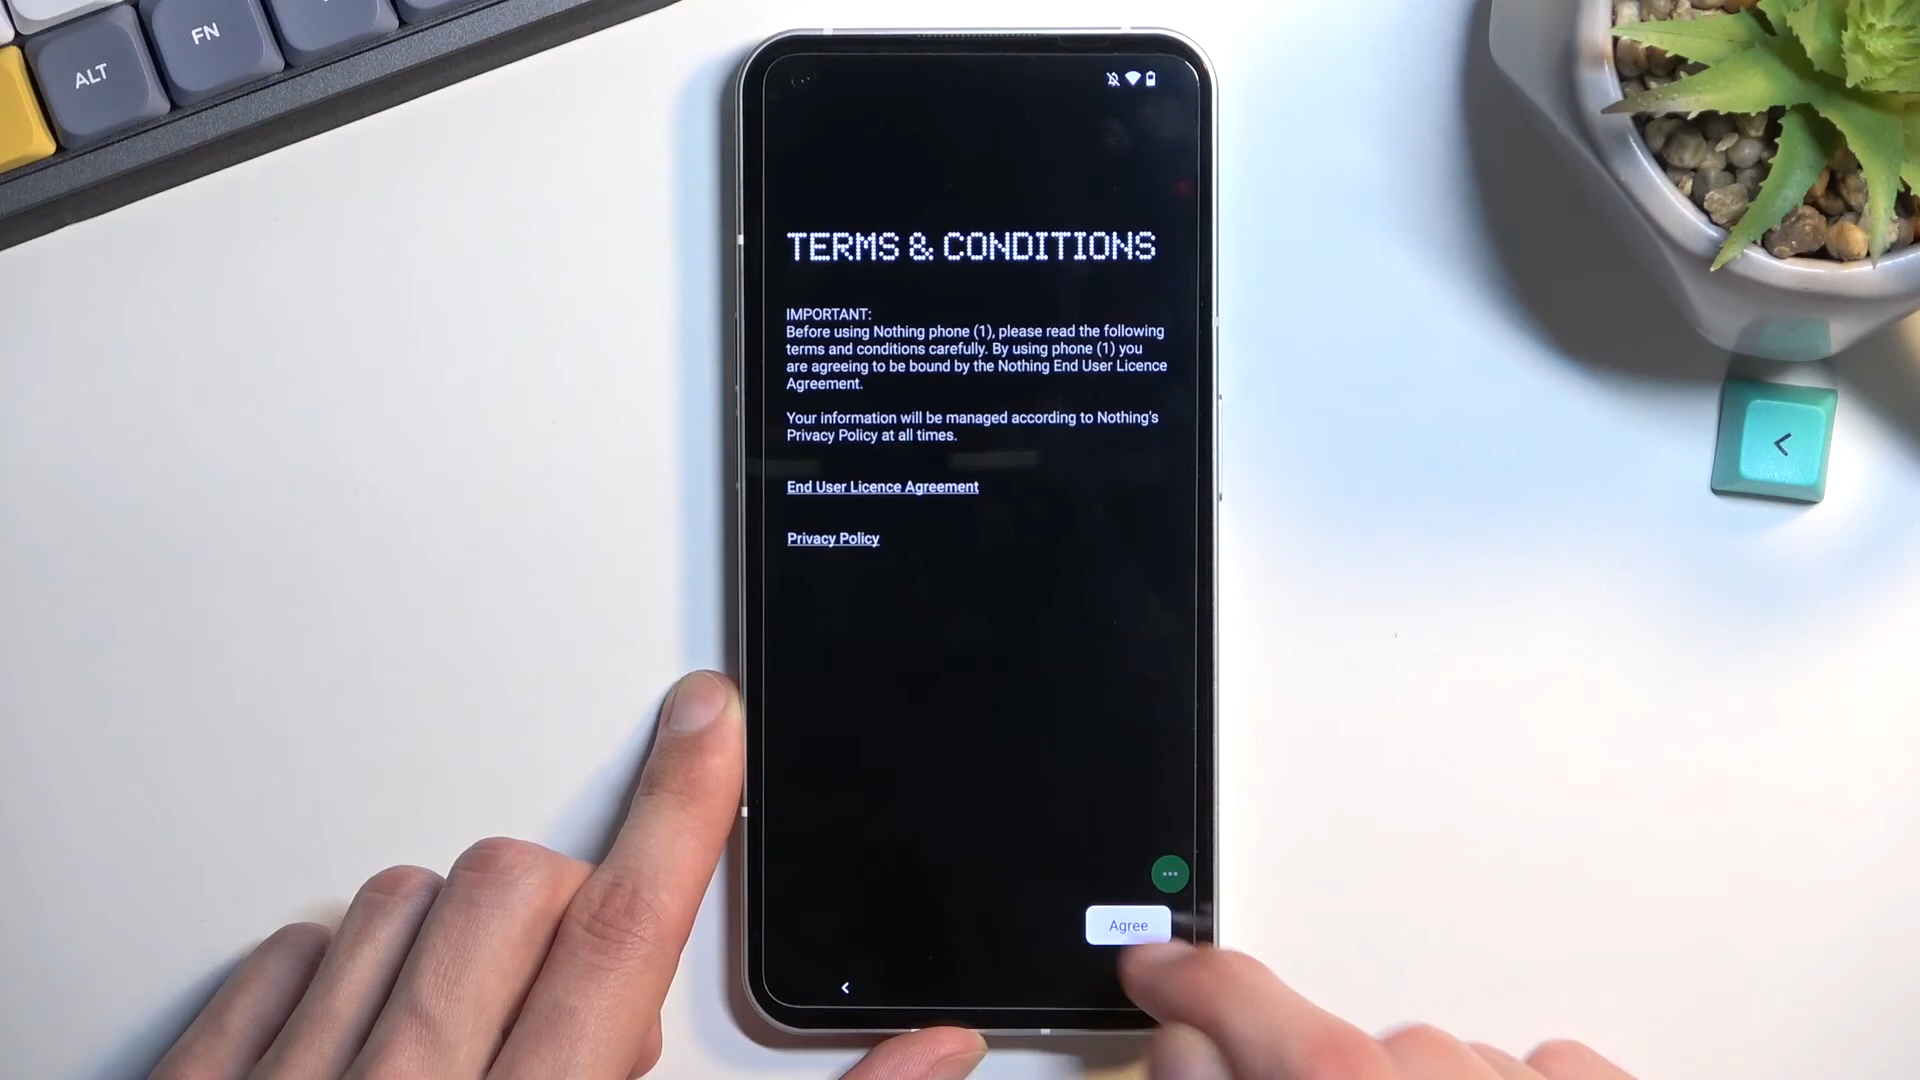 FN
ALT
TERMS & CONDITIONS
IMPORTANT:
Before using Nothing phone (1), please read the following
terms and conditions carefully. By using phone (1) you
are agreeing to be bound by the Nothing End User Licence
Agreement.
Your information will be managed according to Nothing's
Privacy Policy at all times.
End User Licence Agreement
Privacy Policy
Agree
<